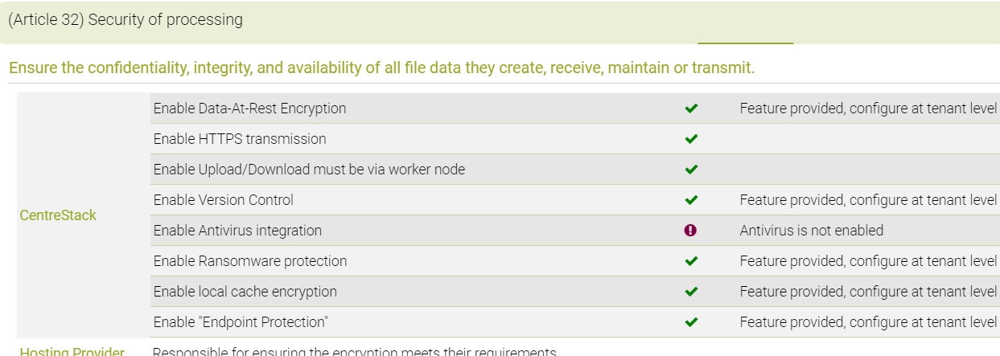 (Article 32) Security of processing
Ensure the confidentiality, integrity, and availability of all file data they create, receive, maintain or transmit.
CentreStack
Enable Data-At-Rest Encryption Feature provided, configure at tenant level
Enable HTTPS transmission
Enable Upload/Download must be via worker node
Enable Version Control Feature provided, configure at tenant level
Enable Antivirus integration Antivirus is not enabled
Enable Ransomware protection Feature provided, configure at tenant level
Enable local cache encryption Feature provided, configure at tenant level
Enable "Endpoint Protection" Feature provided, configure at tenant level
Hosting Provider Responsible for ensuring the encryption meets their requirements